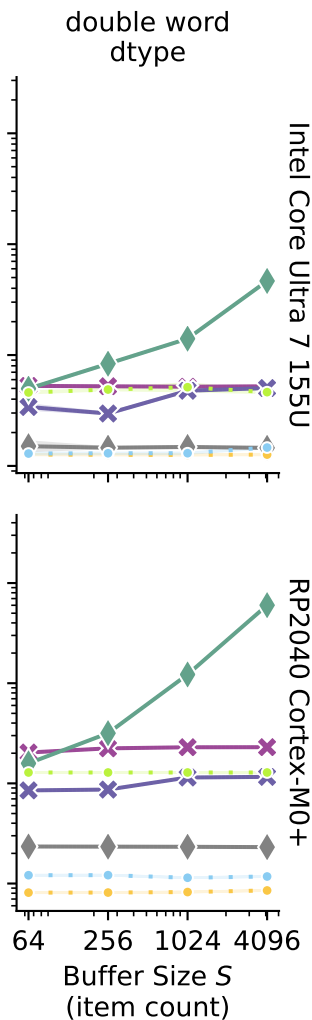 double word
dtype
Intel Core Ultra 7 155U
RP2040 Cortex-M0+
64 256 1024 4096
Buffer Size S
(item count)